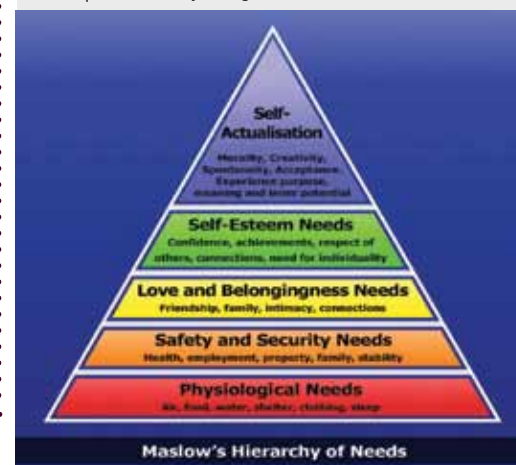 Self-
Actualisation
Morality, Creativity,
Spontaneity, Acceptance.
Experience purpose,
meaning and inner potential
Self-Esteem Needs
Confidence, achievements, respect of
others, connections, need for individuality
Love and Belongingness Needs
Friendship, family, intimacy, connections
Safety and Security Needs
Health, employment, property, family, stability
Physiological Needs
Air, food, water, shelter, clothing, sleep
Maslow's Hierarchy of Needs